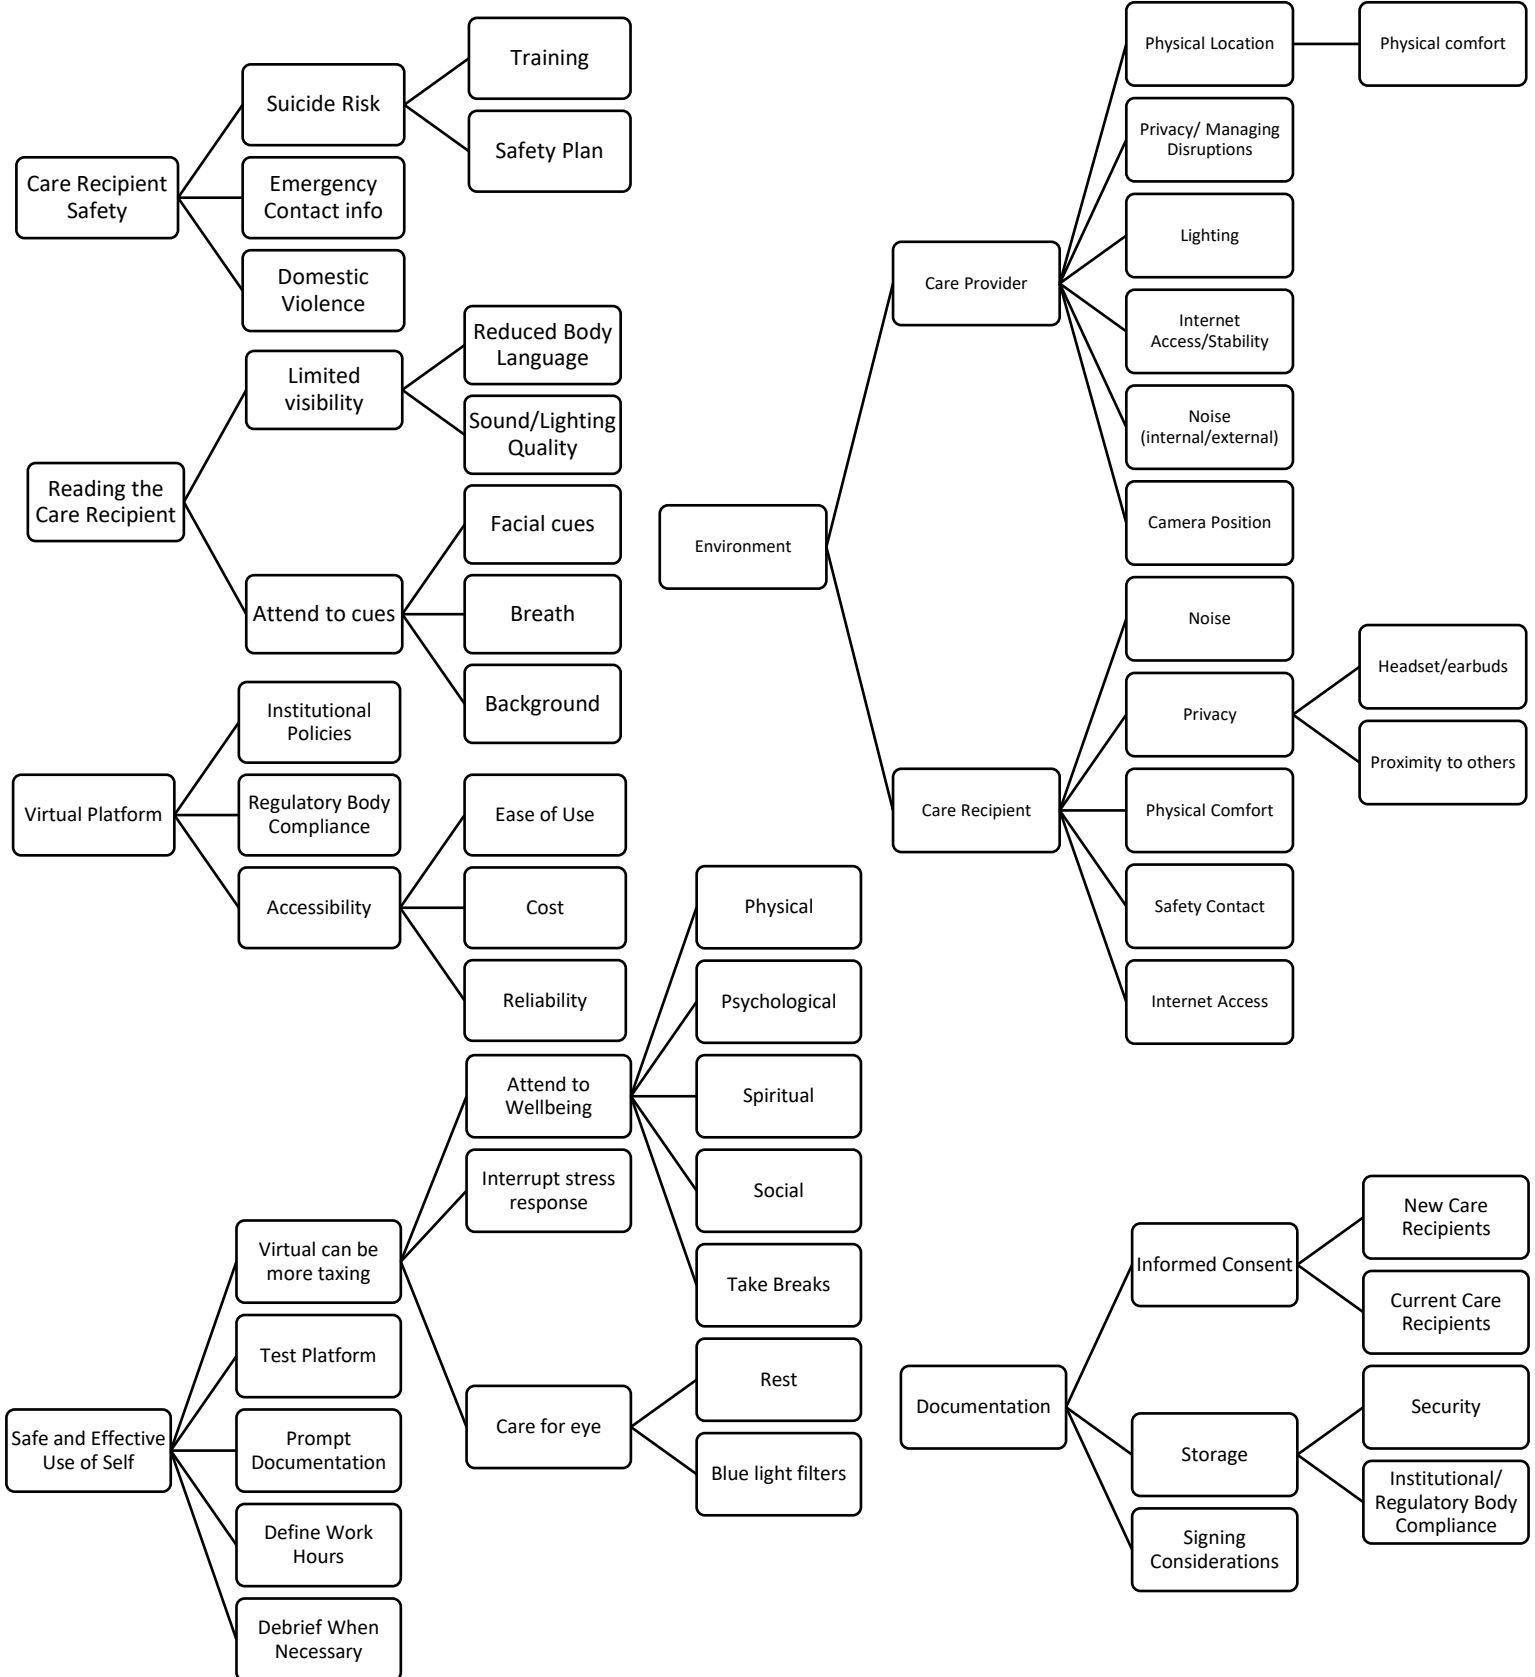 Care Recipient
Safety
Suicide Risk
Training
Safety Plan
Emergency
Contact info
Domestic
Violence
Reading the
Care Recipient
Limited
visibility
Reduced Body
Language
Sound/Lighting
Quality
Attend to cues
Facial cues
Breath
Background
Virtual Platform
Institutional
Policies
Regulatory Body
Compliance
Accessibility
Ease of Use
Cost
Reliability
Safe and Effective
Use of Self
Virtual can be
more taxing
Attend to
Wellbeing
Physical
Psychological
Spiritual
Social
Take Breaks
Interrupt stress
response
Care for eye
Rest
Blue light filters
Test Platform
Prompt
Documentation
Define Work
Hours
Debrief When
Necessary
Environment
Care Provider
Physical Location
Physical comfort
Privacy/ Managing
Disruptions
Lighting
Internet
Access/Stability
Noise
(internal/external)
Camera Position
Care Recipient
Noise
Privacy
Headset/earbuds
Proximity to others
Physical Comfort
Safety Contact
Internet Access
Documentation
Informed Consent
New Care
Recipients
Current Care
Recipients
Storage
Security
Institutional/
Regulatory Body
Compliance
Signing
Considerations